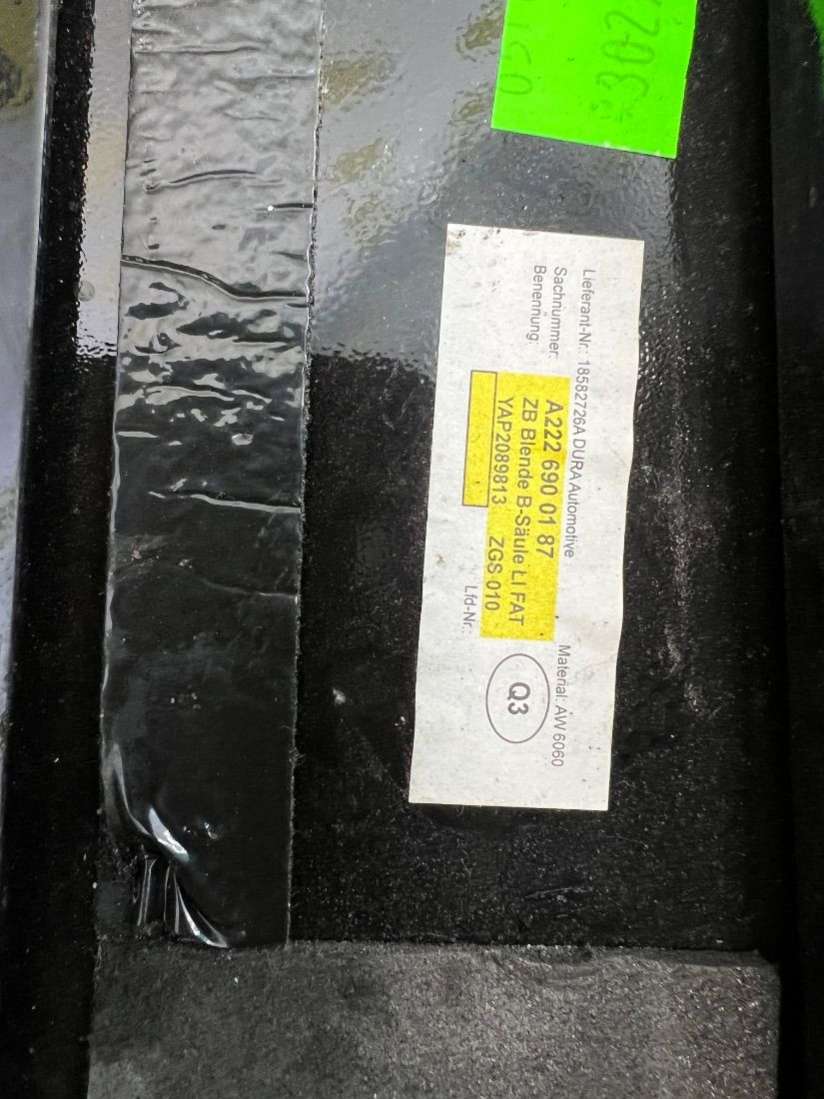 302
Lieferant-Nr.: 18582726A DURA Automotive
Sachnummer: A222 690 01 87 Material: AW 6060
Benennung: ZB Blende B-Säule LI FAT
YAP2089813 ZGS 010 Q3
Lfd-Nr.: